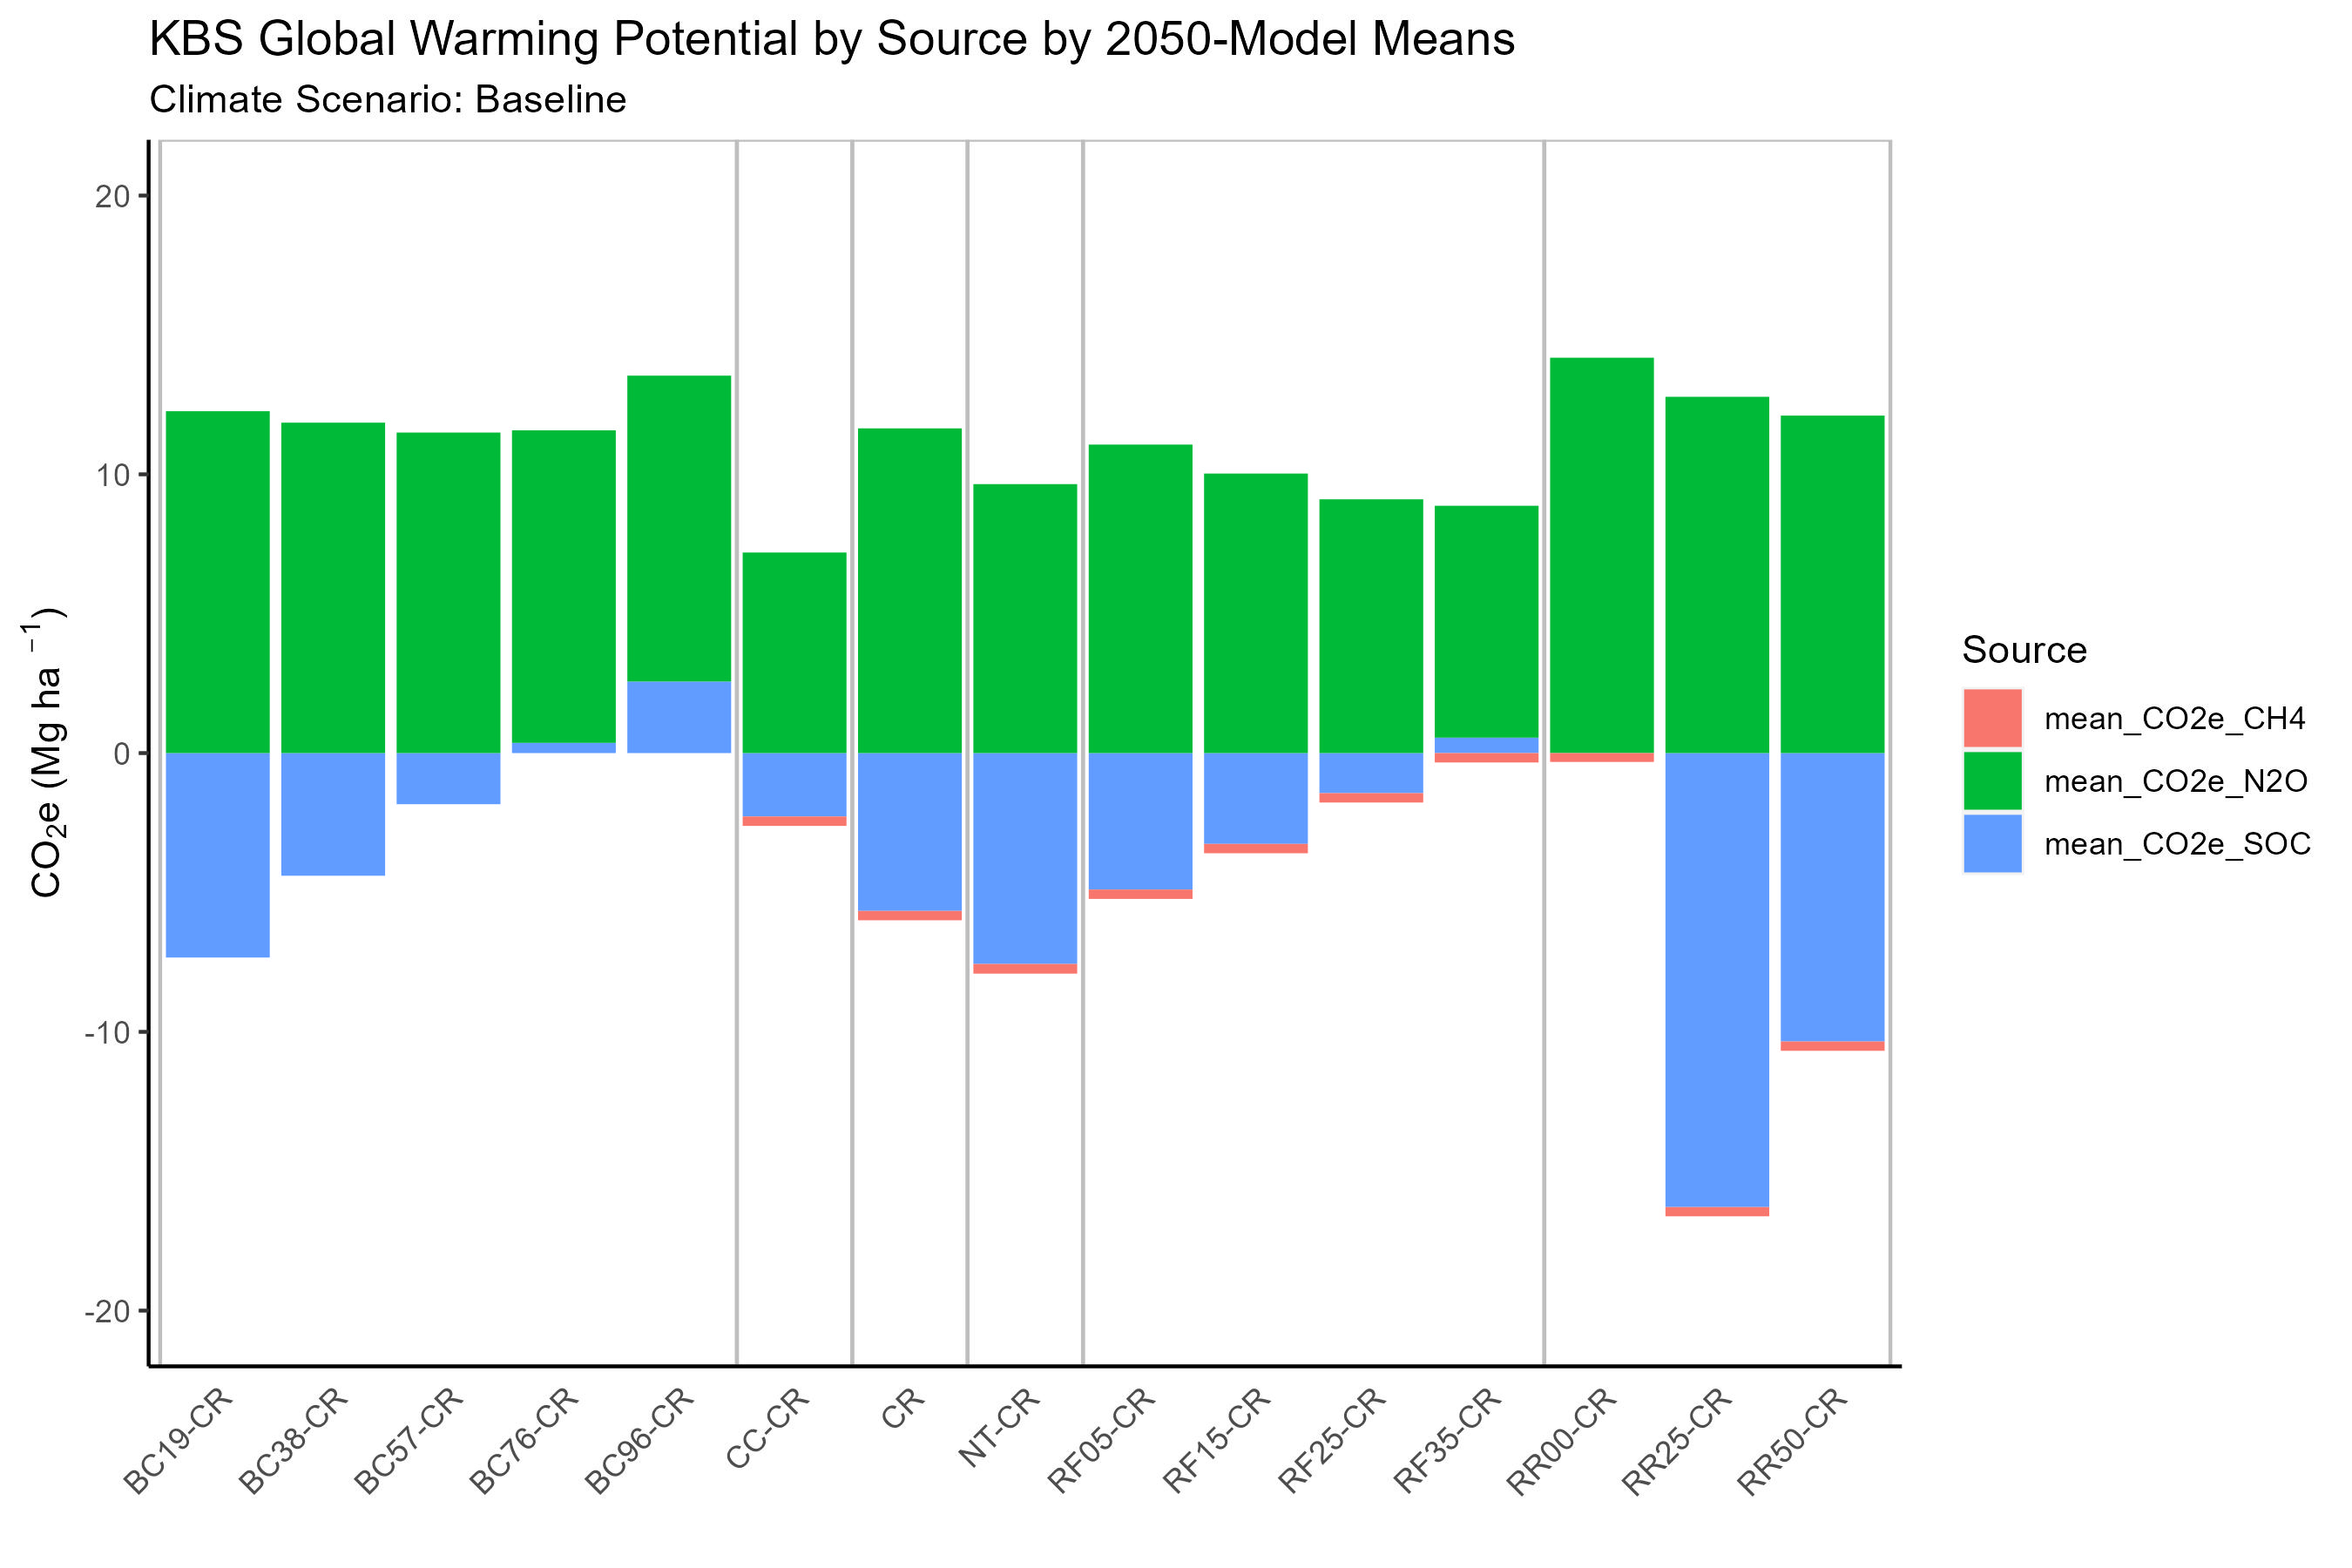 KBS Global Warming Potential by Source by 2050-Model Means
Climate Scenario: Baseline
CO₂e (Mg ha ⁻¹)
20
10
0
-10
-20
BC19-CR
BC38-CR
BC57-CR
BC76-CR
BC96-CR
CC-CR
CR
NT-CR
RF05-CR
RF15-CR
RF25-CR
RF35-CR
RR00-CR
RR25-CR
RR50-CR
Source
mean_CO2e_CH4
mean_CO2e_N2O
mean_CO2e_SOC